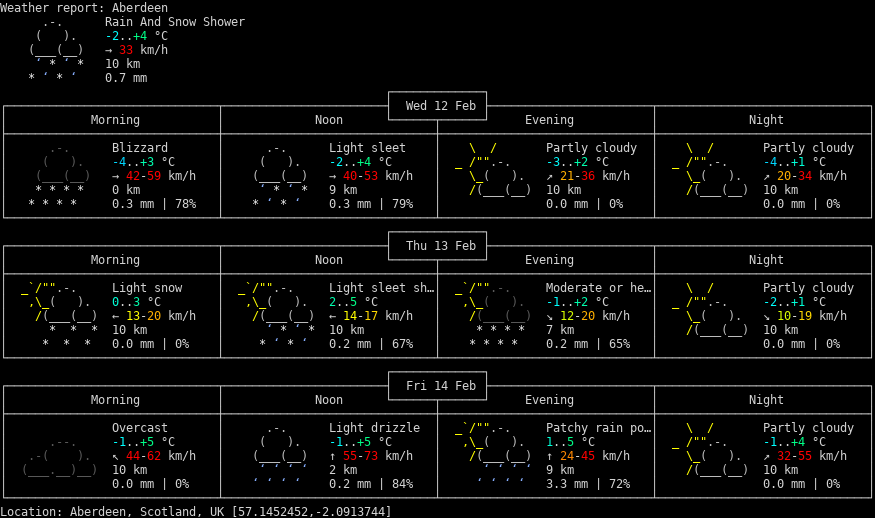 Weather report: Aberdeen
Rain And Snow Shower
-2..+4 °C
→ 33 km/h
10 km
0.7 mm
Wed 12 Feb
Morning Noon Evening Night
Blizzard Light sleet Partly cloudy Partly cloudy
-4..+3 °C -2..+4 °C -3..+2 °C -4..+1 °C
→ 42-59 km/h → 40-53 km/h ↗ 21-36 km/h ↗ 20-34 km/h
0 km 9 km 10 km 10 km
0.3 mm | 78% 0.3 mm | 79% 0.0 mm | 0% 0.0 mm | 0%
Thu 13 Feb
Morning Noon Evening Night
Light snow Light sleet sh… Moderate or he… Partly cloudy
0..3 °C 2..5 °C -1..+2 °C -2..+1 °C
← 13-20 km/h ← 14-17 km/h ↘ 12-20 km/h ↘ 10-19 km/h
10 km 10 km 7 km 10 km
0.0 mm | 0% 0.2 mm | 67% 0.2 mm | 65% 0.0 mm | 0%
Fri 14 Feb
Morning Noon Evening Night
Overcast Light drizzle Patchy rain po… Partly cloudy
-1..+5 °C -1..+5 °C 1..5 °C -1..+4 °C
↖ 44-62 km/h ↑ 55-73 km/h ↑ 24-45 km/h ↗ 32-55 km/h
10 km 2 km 9 km 10 km
0.0 mm | 0% 0.2 mm | 84% 3.3 mm | 72% 0.0 mm | 0%
Location: Aberdeen, Scotland, UK [57.1452452,-2.0913744]